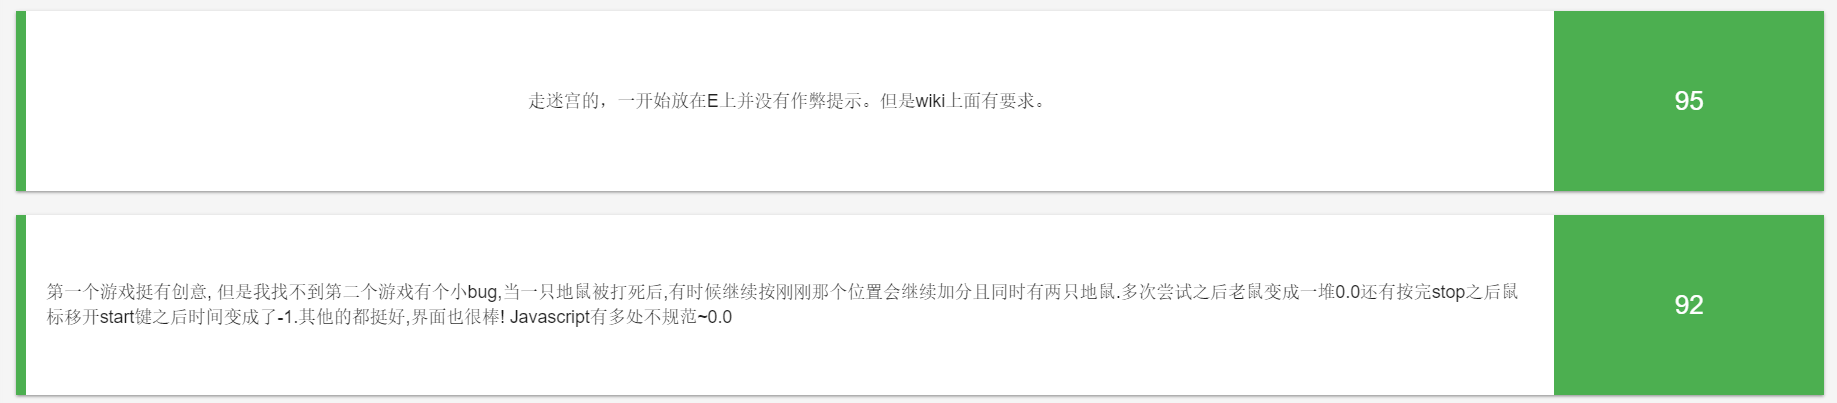 走迷宫的，一开始放在E上并没有作弊提示。但是wiki上面有要求。
95
第一个游戏挺有创意, 但是我找不到第二个游戏有个小bug,当一只地鼠被打死后,有时候继续按刚刚那个位置会继续加分且同时有两只地鼠.多次尝试之后老鼠变成一堆0.0还有按完stop之后鼠
标移开start键之后时间变成了-1.其他的都挺好,界面也很棒! Javascript有多处不规范~0.0
92